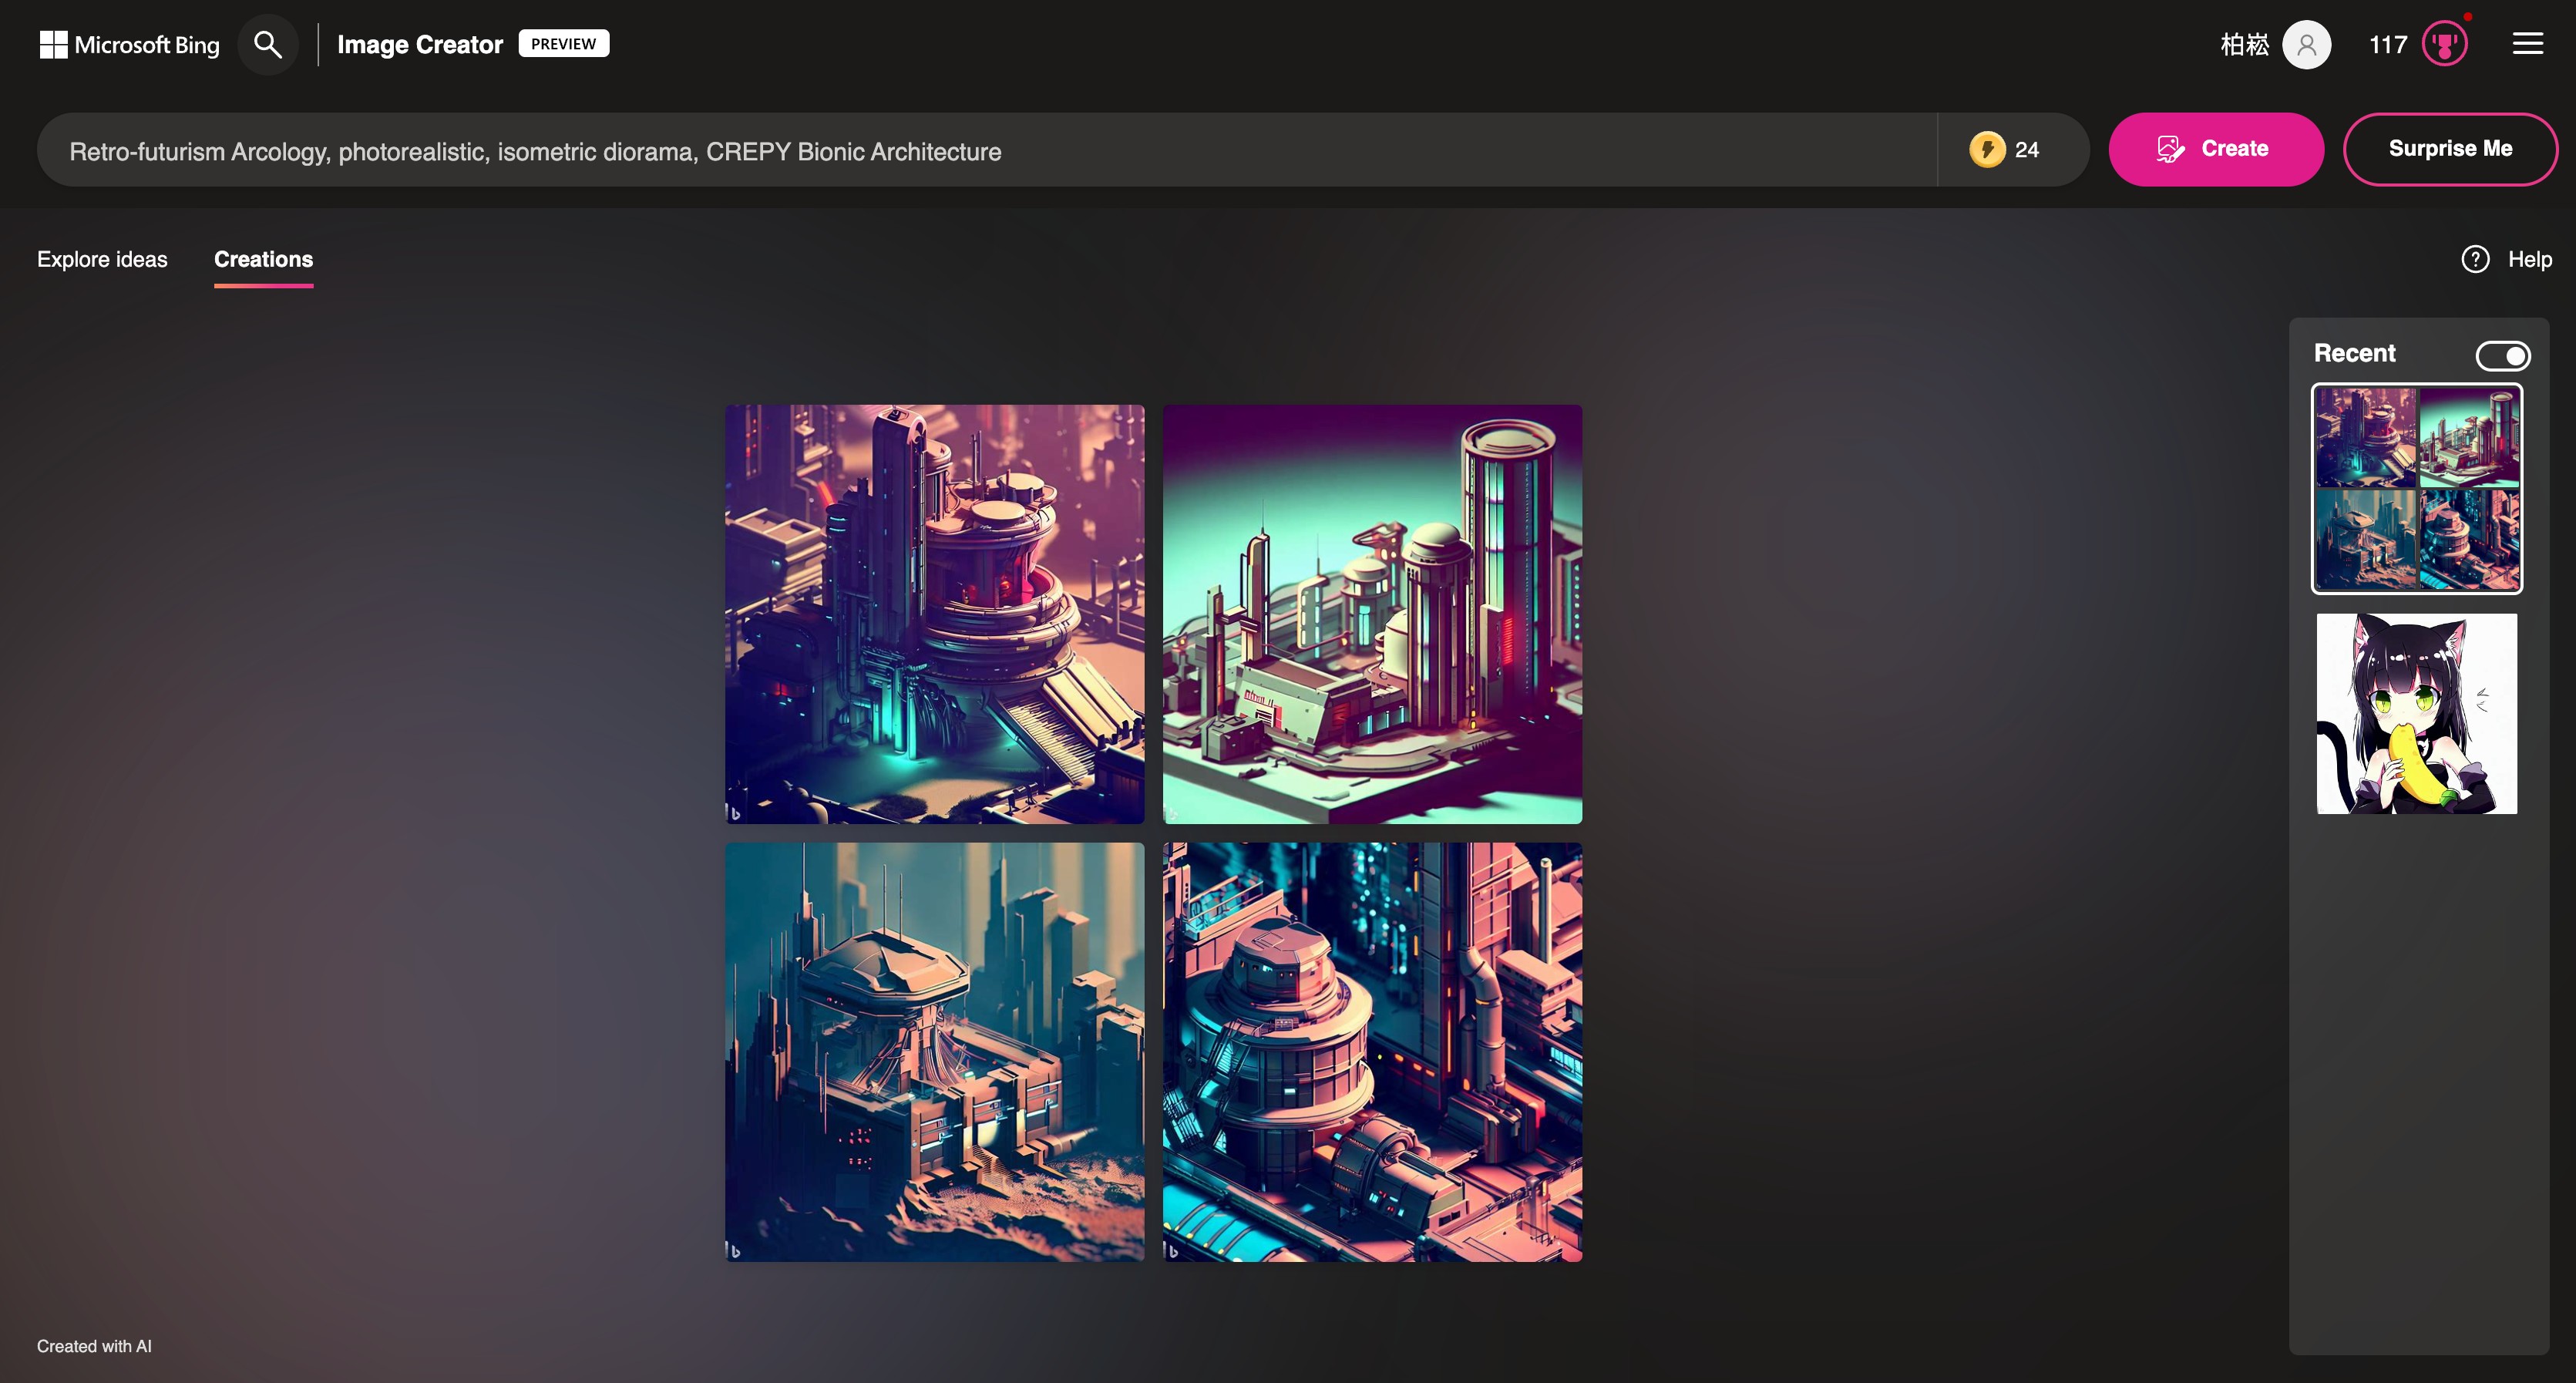 Microsoft Bing
Image Creator
PREVIEW
柏崧
117
Retro-futurism Arcology, photorealistic, isometric diorama, CREPY Bionic Architecture
24
Create
Surprise Me
Explore ideas
Creations
Help
Recent
Created with AI